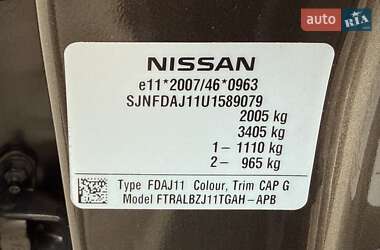 auto RIA
NISSAN
e11*2007/46*0963
SJNFDAJ11U1589079
2005 kg
3405 kg
1- 1110 kg
2- 965 kg
Type FDAJ11 Colour, Trim CAP G
Model FTRALBZJ11TGAH-APB